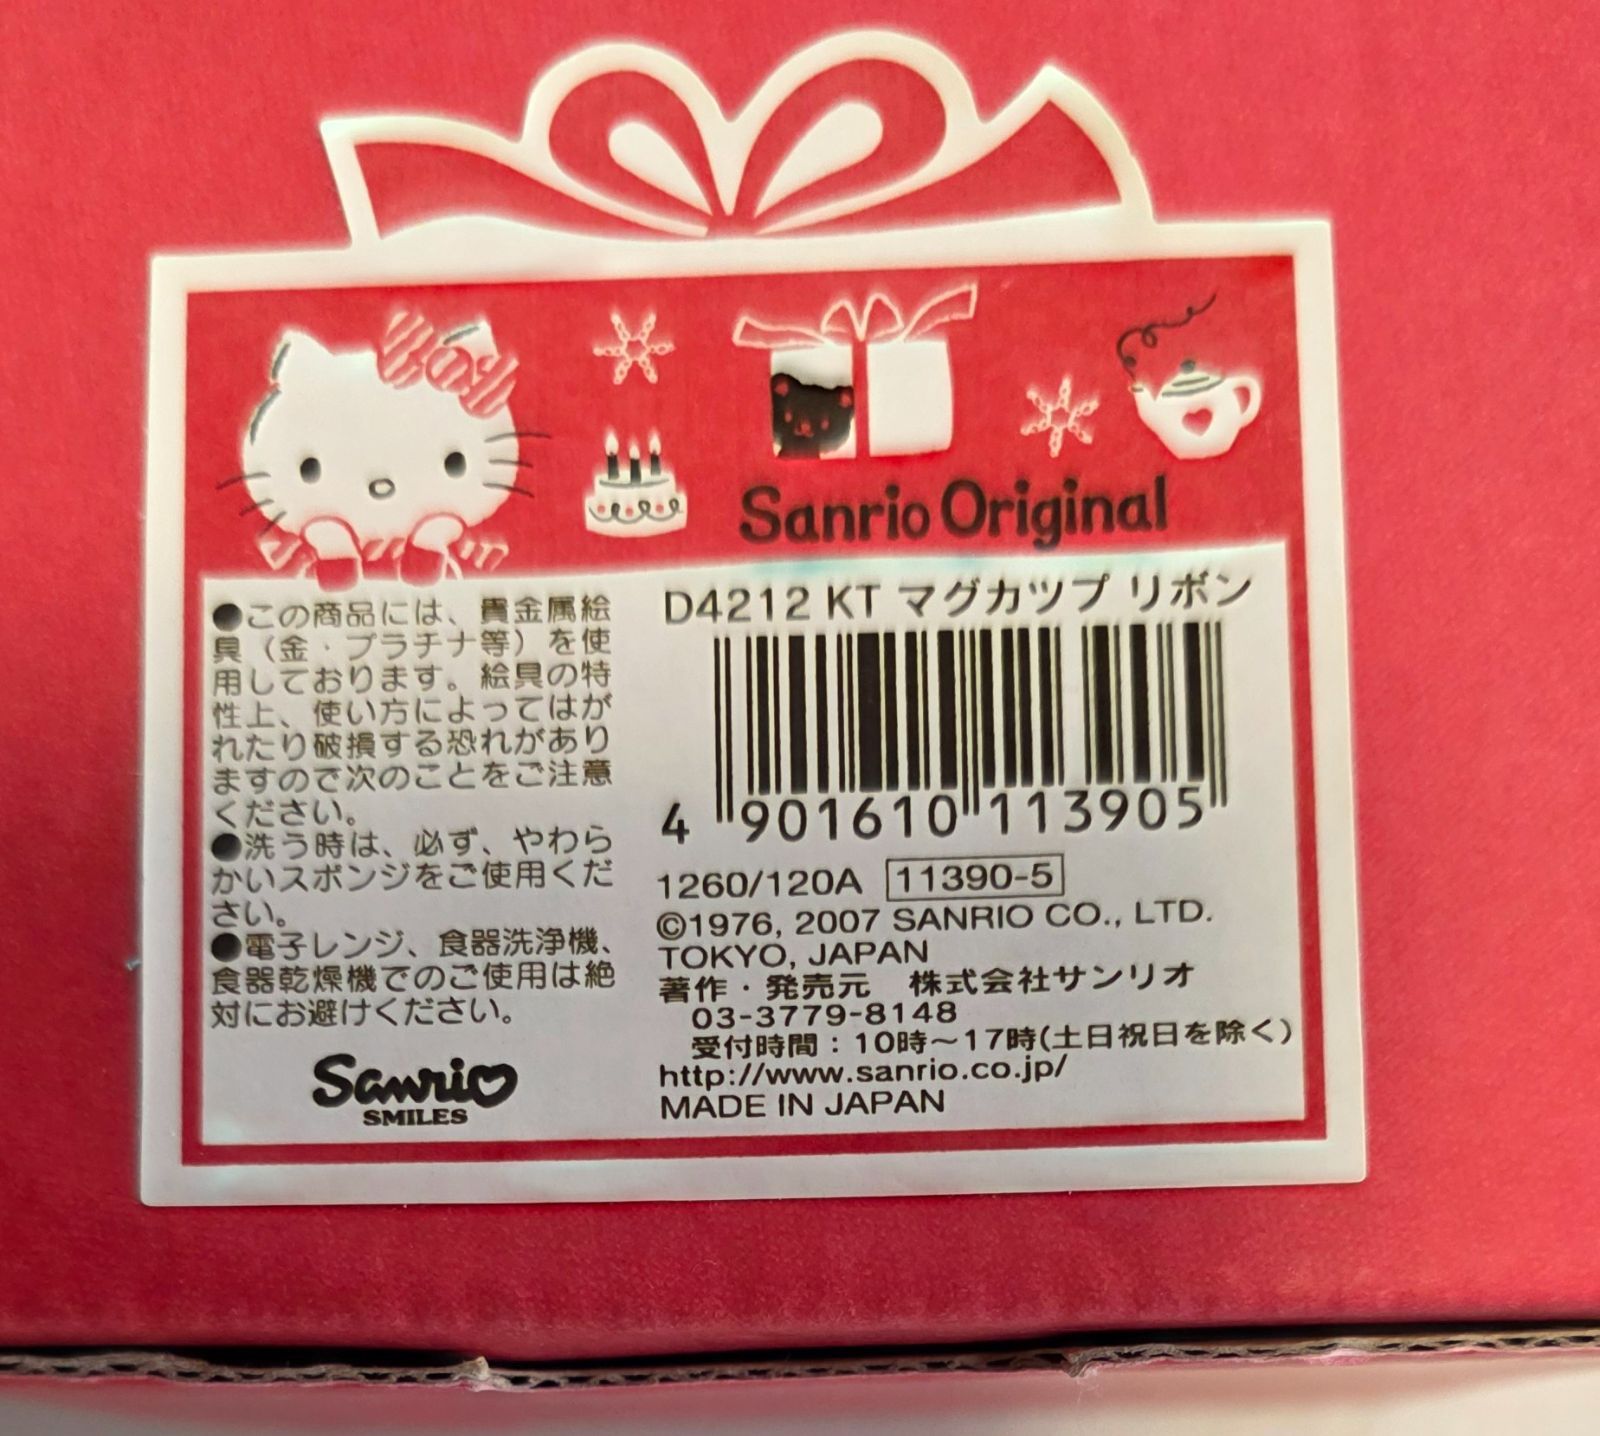 Sanrio Original
●この商品には、貴金属絵
具（金・プラチナ等）を使
用しております。絵具の特
性上、使い方によってはが
れたり破損する恐れがあり
ますので次のことをご注意
ください。
●洗う時は、必ず、やわら
かいスポンジをご使用くだ
さい。
●電子レンジ、食器洗浄機、
食器乾燥機でのご使用は絶
対にお避けください。
Sanrio
SMILES
D4212 KT マグカツプ リボン
4 901610 113905
1260/120A 11390-5
©1976, 2007 SANRIO CO., LTD.
TOKYO, JAPAN
著作・発売元 株式会社サンリオ
03-3779-8148
受付時間：10時～17時(土日祝日を除く)
http://www.sanrio.co.jp/
MADE IN JAPAN